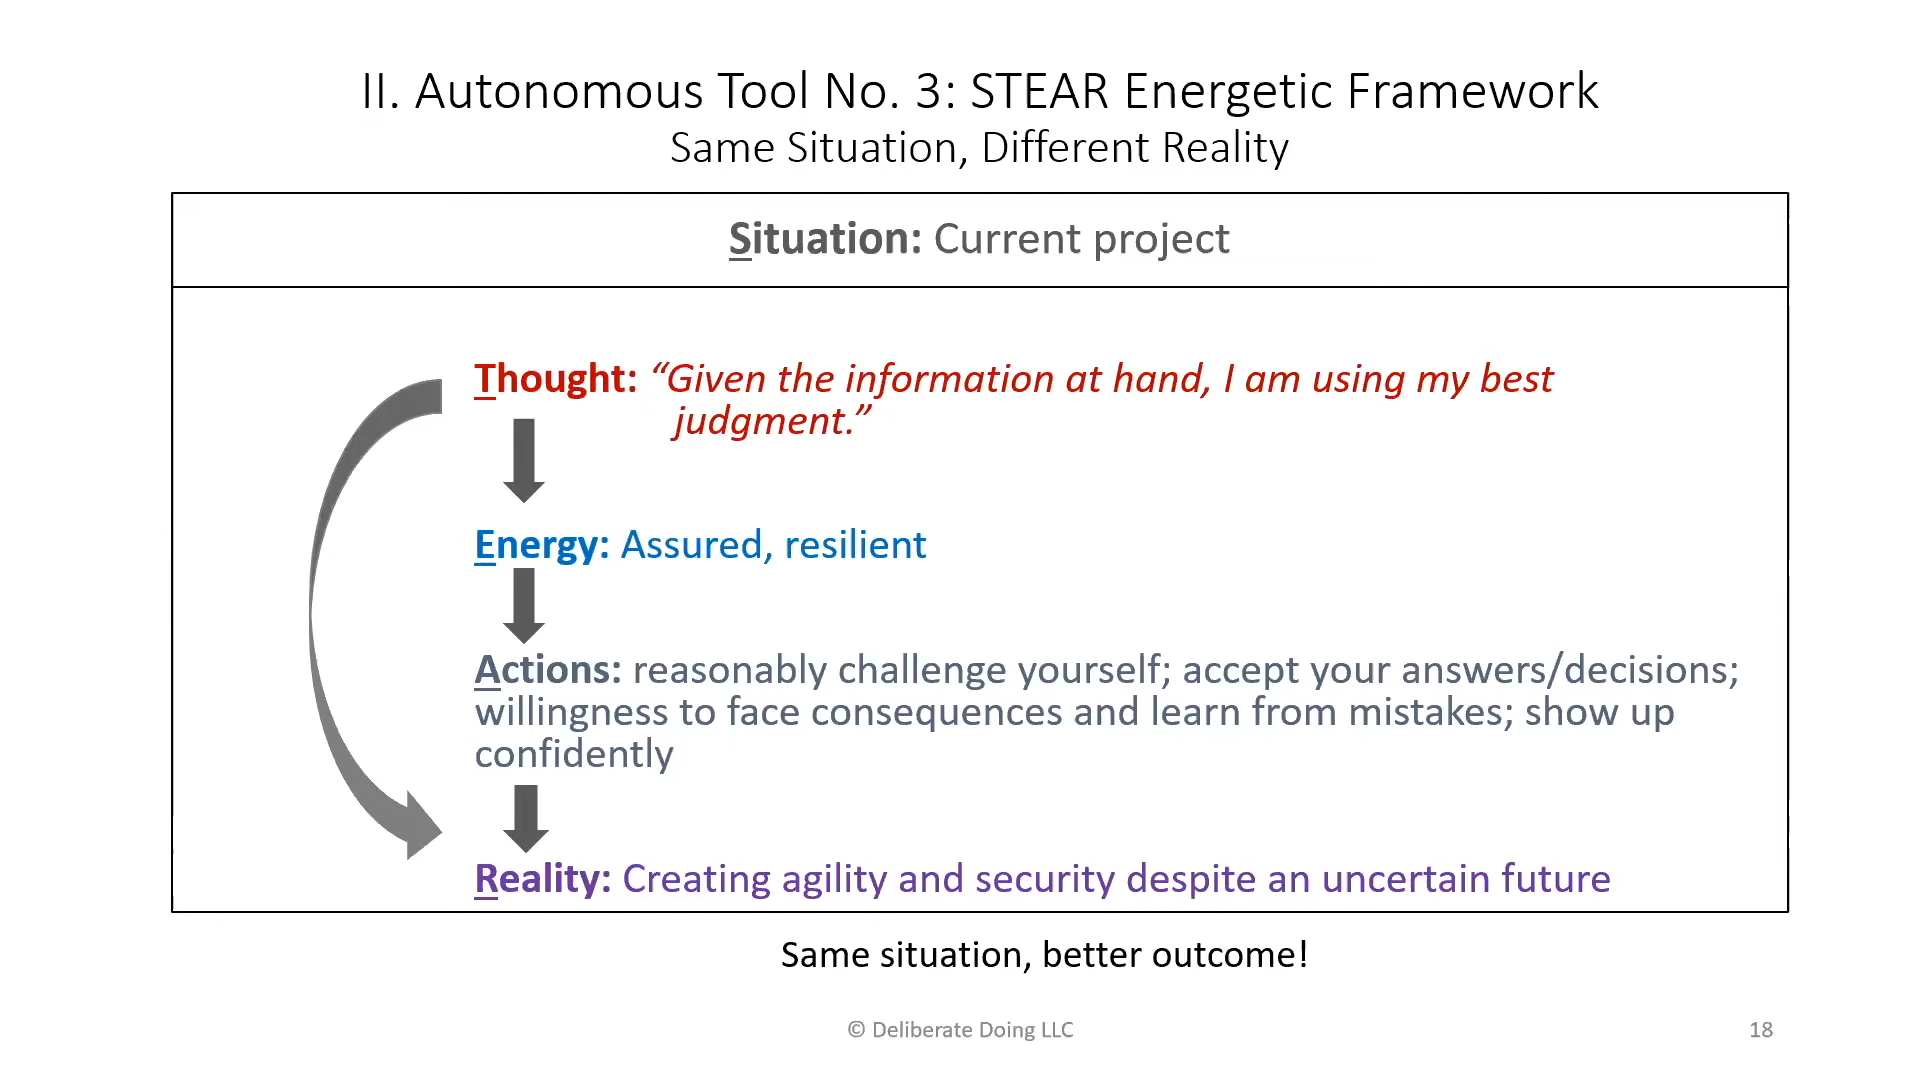 II. Autonomous Tool No. 3: STEAR Energetic Framework
Same Situation, Different Reality
Situation: Current project
Thought: “Given the information at hand, I am using my best
judgment.”
Energy: Assured, resilient
Actions: reasonably challenge yourself; accept your answers/decisions;
willingness to face consequences and learn from mistakes; show up
confidently
Reality: Creating agility and security despite an uncertain future
Same situation, better outcome!
© Deliberate Doing LLC
18